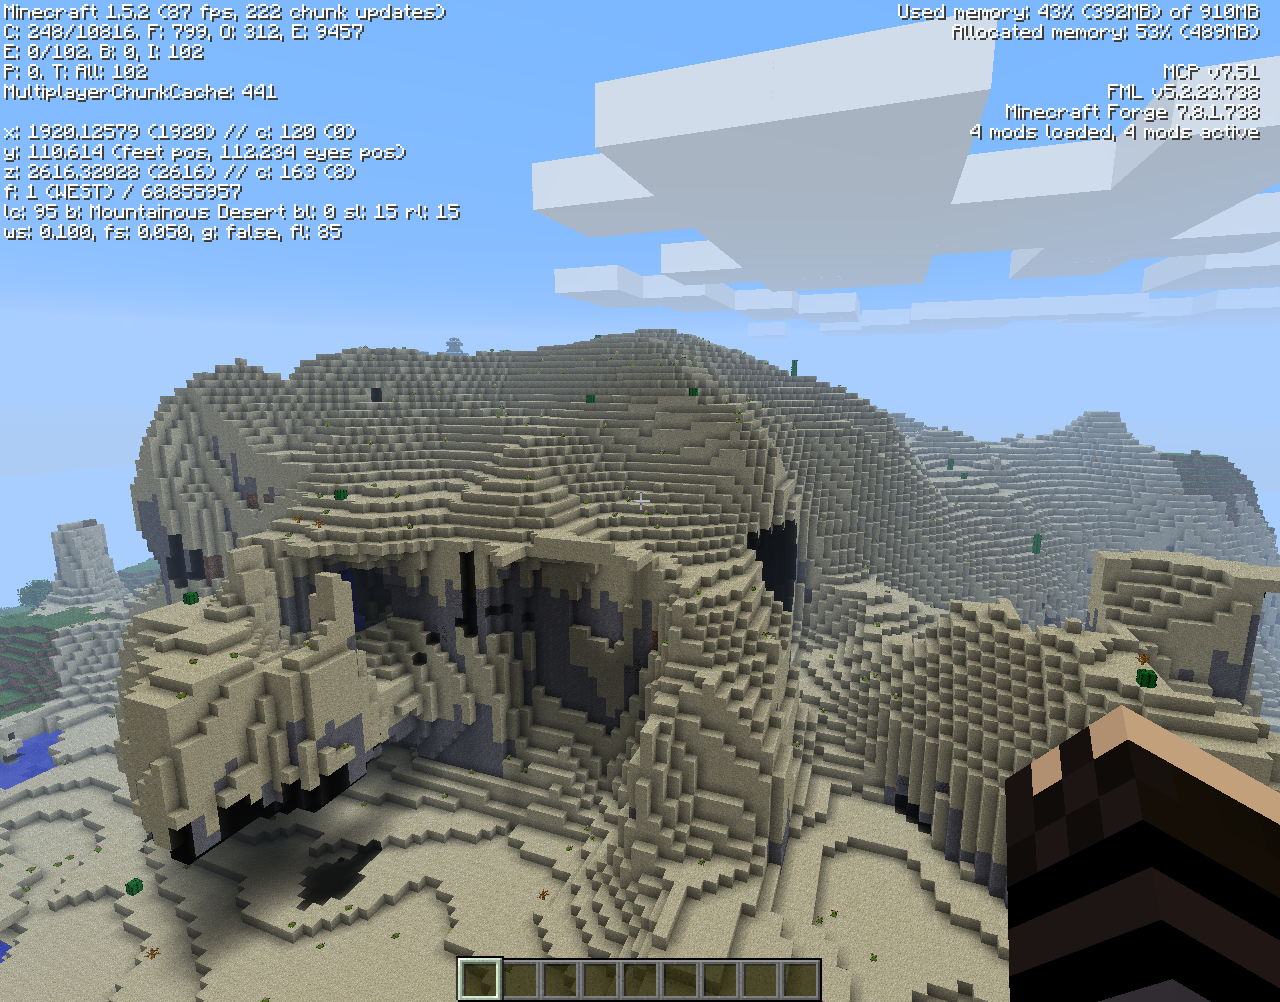 Minecraft 1.5.2 (87 fps, 222 chunk updates)
C: 248/10816. F: 799, O: 312, E: 9457
E: 0/102. B: 0, I: 102
P: 0. T: All: 102
MultiplayerChunkCache: 441
x: 1920.12579 (1920) // c: 120 (0)
y: 110.614 (feet pos, 112.234 eyes pos)
z: 2616.32028 (2616) // c: 163 (8)
f: 1 (WEST) / 68.855957
lc: 95 b: Mountainous Desert bl: 0 sl: 15 rl: 15
ws: 0.100, fs: 0.050, g: false, fl: 85
Used memory: 43% (392MB) of 910MB
Allocated memory: 53% (489MB)
MCP v7.51
FML v5.2.23.738
Minecraft Forge 7.8.1.738
4 mods loaded, 4 mods active